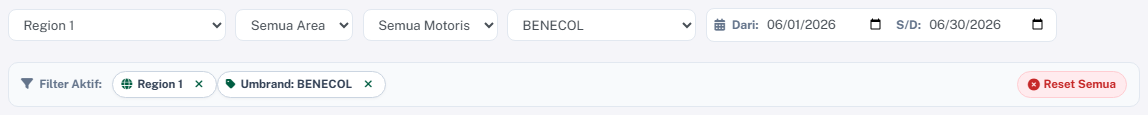 Region 1 Semua Area Semua Motoris BENECOL Dari: 06/01/2026 S/D: 06/30/2026
Filter Aktif: Region 1 × Umbrand: BENECOL × Reset Semua